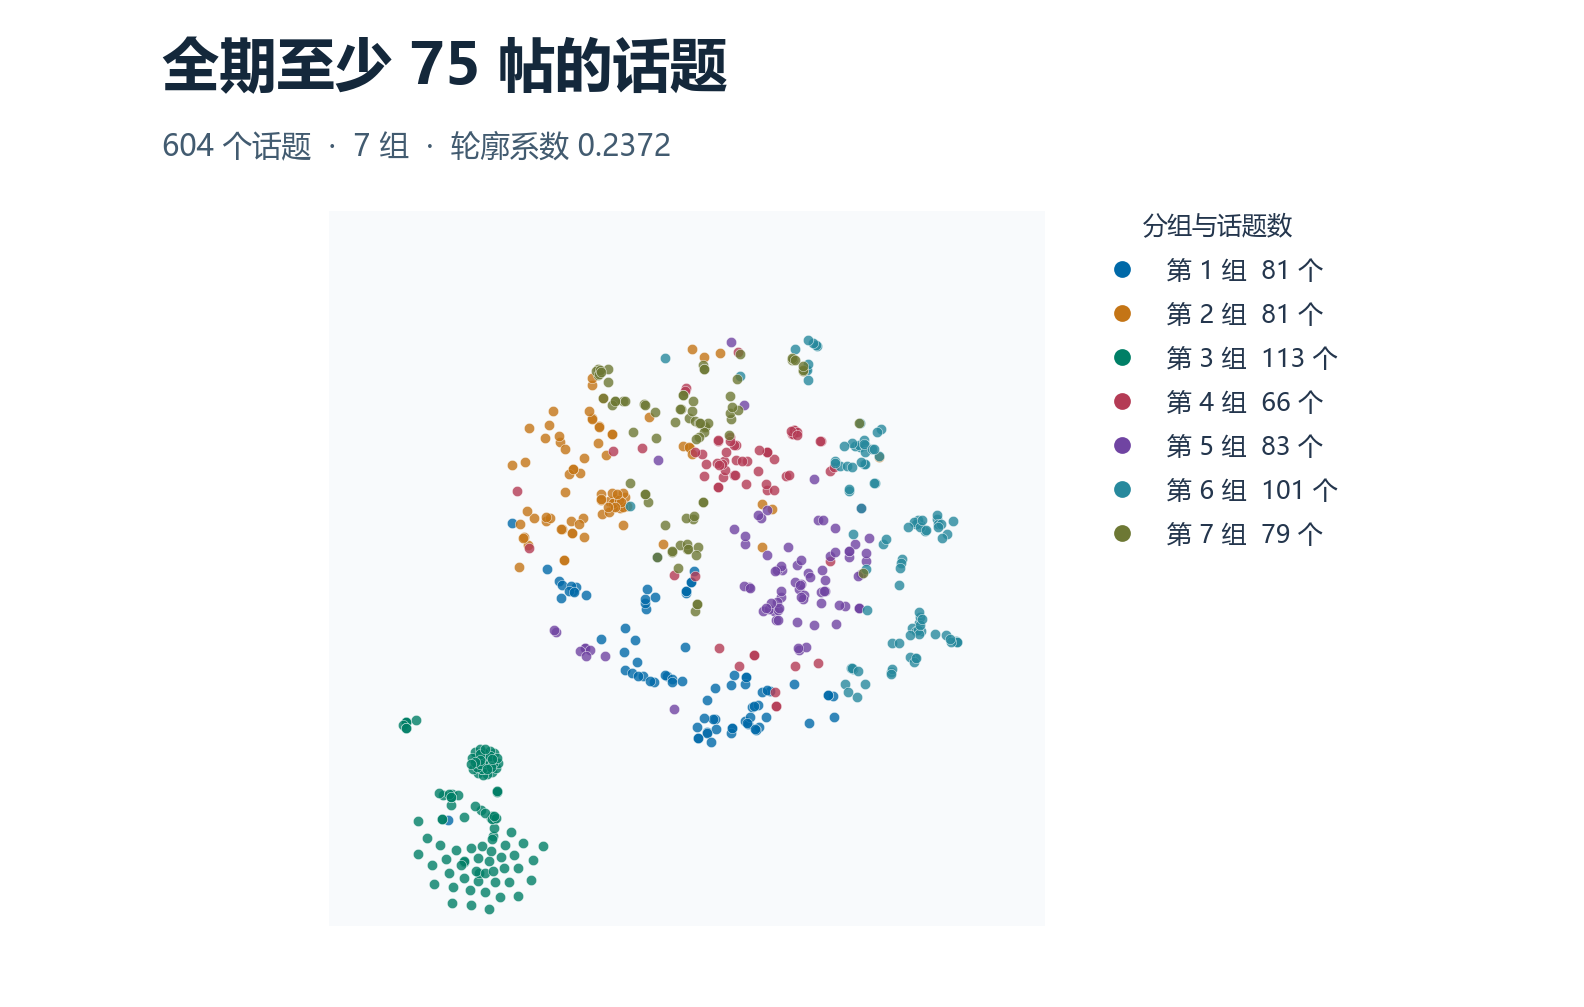 全期至少 75 帖的话题
604 个话题 · 7 组 · 轮廓系数 0.2372
分组与话题数
第 1 组 81 个
第 2 组 81 个
第 3 组 113 个
第 4 组 66 个
第 5 组 83 个
第 6 组 101 个
第 7 组 79 个